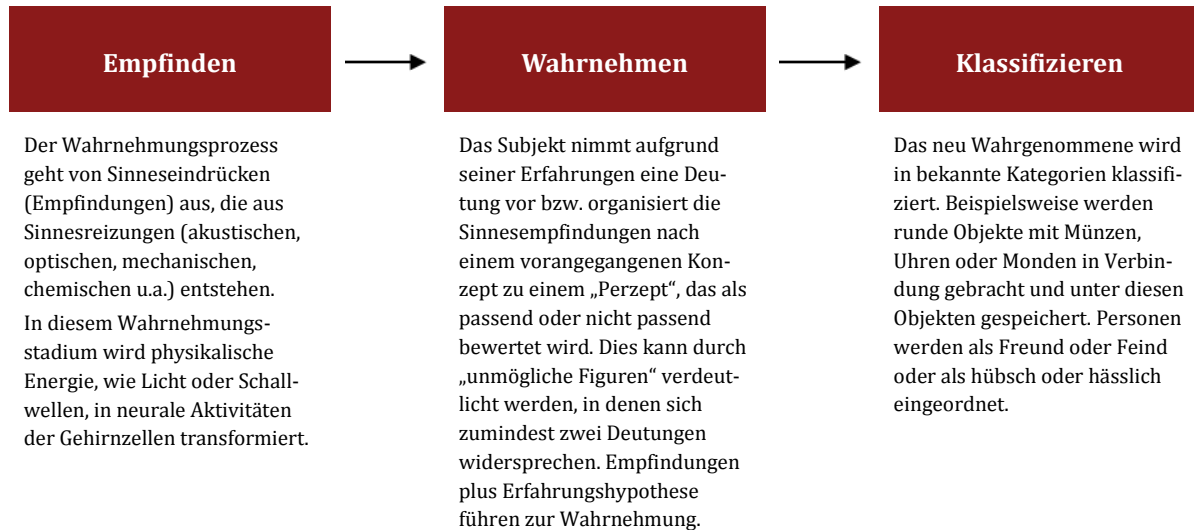 Empfinden
Wahrnehmen
Klassifizieren
Der Wahrnehmungsprozess
geht von Sinneseindrücken
(Empfindungen) aus, die aus
Sinnesreizungen (akustischen,
optischen, mechanischen,
chemischen u.a.) entstehen.
In diesem Wahrnehmungs-
stadium wird physikalische
Energie, wie Licht oder Schall-
wellen, in neurale Aktivitäten
der Gehirnzellen transformiert.
Das Subjekt nimmt aufgrund
seiner Erfahrungen eine Deu-
tung vor bzw. organisiert die
Sinnesempfindungen nach
einem vorangegangenen Kon-
zept zu einem „Perzept“, das als
passend oder nicht passend
bewertet wird. Dies kann durch
„unmögliche Figuren“ verdeut-
licht werden, in denen sich
zumindest zwei Deutungen
widersprechen. Empfindungen
plus Erfahrungshypothese
führen zur Wahrnehmung.
Das neu Wahrgenommene wird
in bekannte Kategorien klassifi-
ziert. Beispielsweise werden
runde Objekte mit Münzen,
Uhren oder Monden in Verbin-
dung gebracht und unter diesen
Objekten gespeichert. Personen
werden als Freund oder Feind
oder als hübsch oder hässlich
eingeordnet.